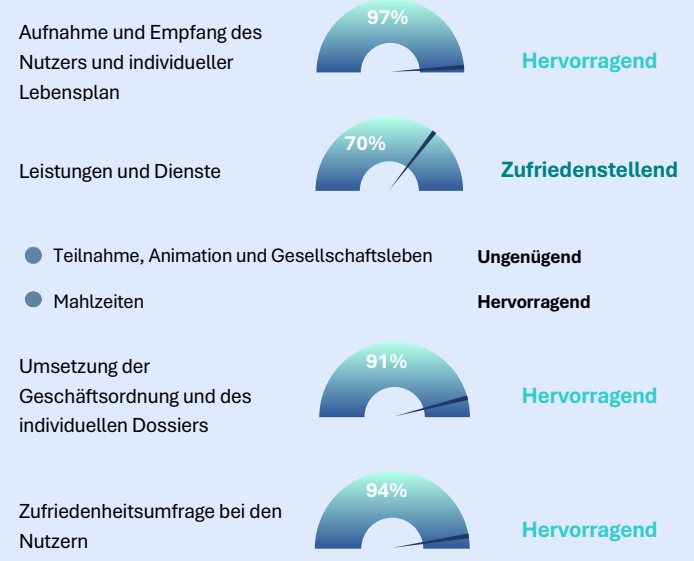 97%
Aufnahme und Empfang des
Nutzers und individueller
Lebensplan
Hervorragend
70%
Leistungen und Dienste
Zufriedenstellend
Teilnahme, Animation und Gesellschaftsleben
Ungenügend
Mahlzeiten
Hervorragend
91%
Umsetzung der
Geschäftsordnung und des
individuellen Dossiers
Hervorragend
94%
Zufriedenheitsumfrage bei den
Nutzern
Hervorragend